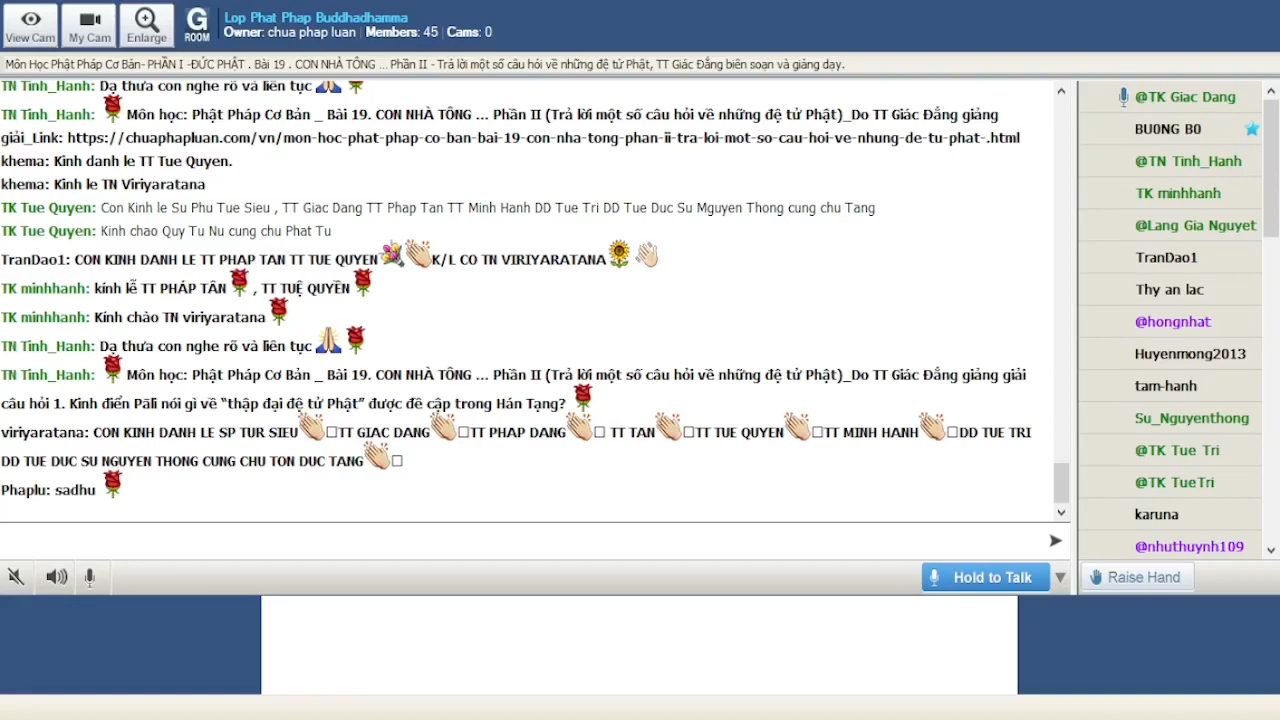 View Cam
My Cam
Enlarge
G
ROOM
Lop Phat Phap Buddhadhamma
Owner: chua phap luan | Members: 45 | Cams: 0
Môn Học Phật Pháp Cơ Bản- PHẦN I -ĐỨC PHẬT . Bài 19 . CON NHÀ TÔNG ... Phần II - Trả lời một số câu hỏi về những đệ tử Phật, TT Giác Đẳng biên soạn và giảng dạy.
TN Tinh_Hanh: Dạ thưa con nghe rõ và liên tục
TN Tinh_Hanh: Môn học: Phật Pháp Cơ Bản _ Bài 19. CON NHÀ TÔNG ... Phần II (Trả lời một số câu hỏi về những đệ tử Phật)_Do TT Giác Đẳng giảng
giải_Link: https://chuaphapluan.com/vn/mon-hoc-phat-phap-co-ban-bai-19-con-nha-tong-phan-ii-tra-loi-mot-so-cau-hoi-ve-nhung-de-tu-phat-.html
khema: Kinh danh le TT Tue Quyen.
khema: Kinh le TN Viriyaratana
TK Tue Quyen: Con Kinh le Su Phu Tue Sieu , TT Giac Dang TT Phap Tan TT Minh Hanh DD Tue Tri DD Tue Duc Su Mguyen Thong cung chu Tang
TK Tue Quyen: Kinh chao Quy Tu Nu cung chu Phat Tu
TranDao1: CON KINH DANH LE TT PHAP TAN TT TUE QUYEN K/L CO TN VIRIYARATANA
TK minhhanh: kính lễ TT PHÁP TÂN , TT TUỆ QUYỀN
TK minhhanh: Kính chào TN viriyaratana
TN Tinh_Hanh: Dạ thưa con nghe rõ và liên tục
TN Tinh_Hanh: Môn học: Phật Pháp Cơ Bản _ Bài 19. CON NHÀ TÔNG ... Phần II (Trả lời một số câu hỏi về những đệ tử Phật)_Do TT Giác Đẳng giảng giải
câu hỏi 1. Kinh điển Pāli nói gì về “thập đại đệ tử Phật” được đề cập trong Hán Tạng?
viriyaratana: CON KINH DANH LE SP TUR SIEU TT GIAC DANG TT PHAP DANG TT TAN TT TUE QUYEN TT MINH HANH DD TUE TRI
DD TUE DUC SU NGUYEN THONG CUNG CHU TON DUC TANG
Phaplu: sadhu
@TK Giac Dang
BU0NG B0
@TN Tinh_Hanh
TK minhhanh
@Lang Gia Nguyet
TranDao1
Thy an lac
@hongnhat
Huyenmong2013
tam-hanh
Su_Nguyenthong
@TK Tue Tri
@TK TueTri
karuna
@nhuthuynh109
Hold to Talk
Raise Hand